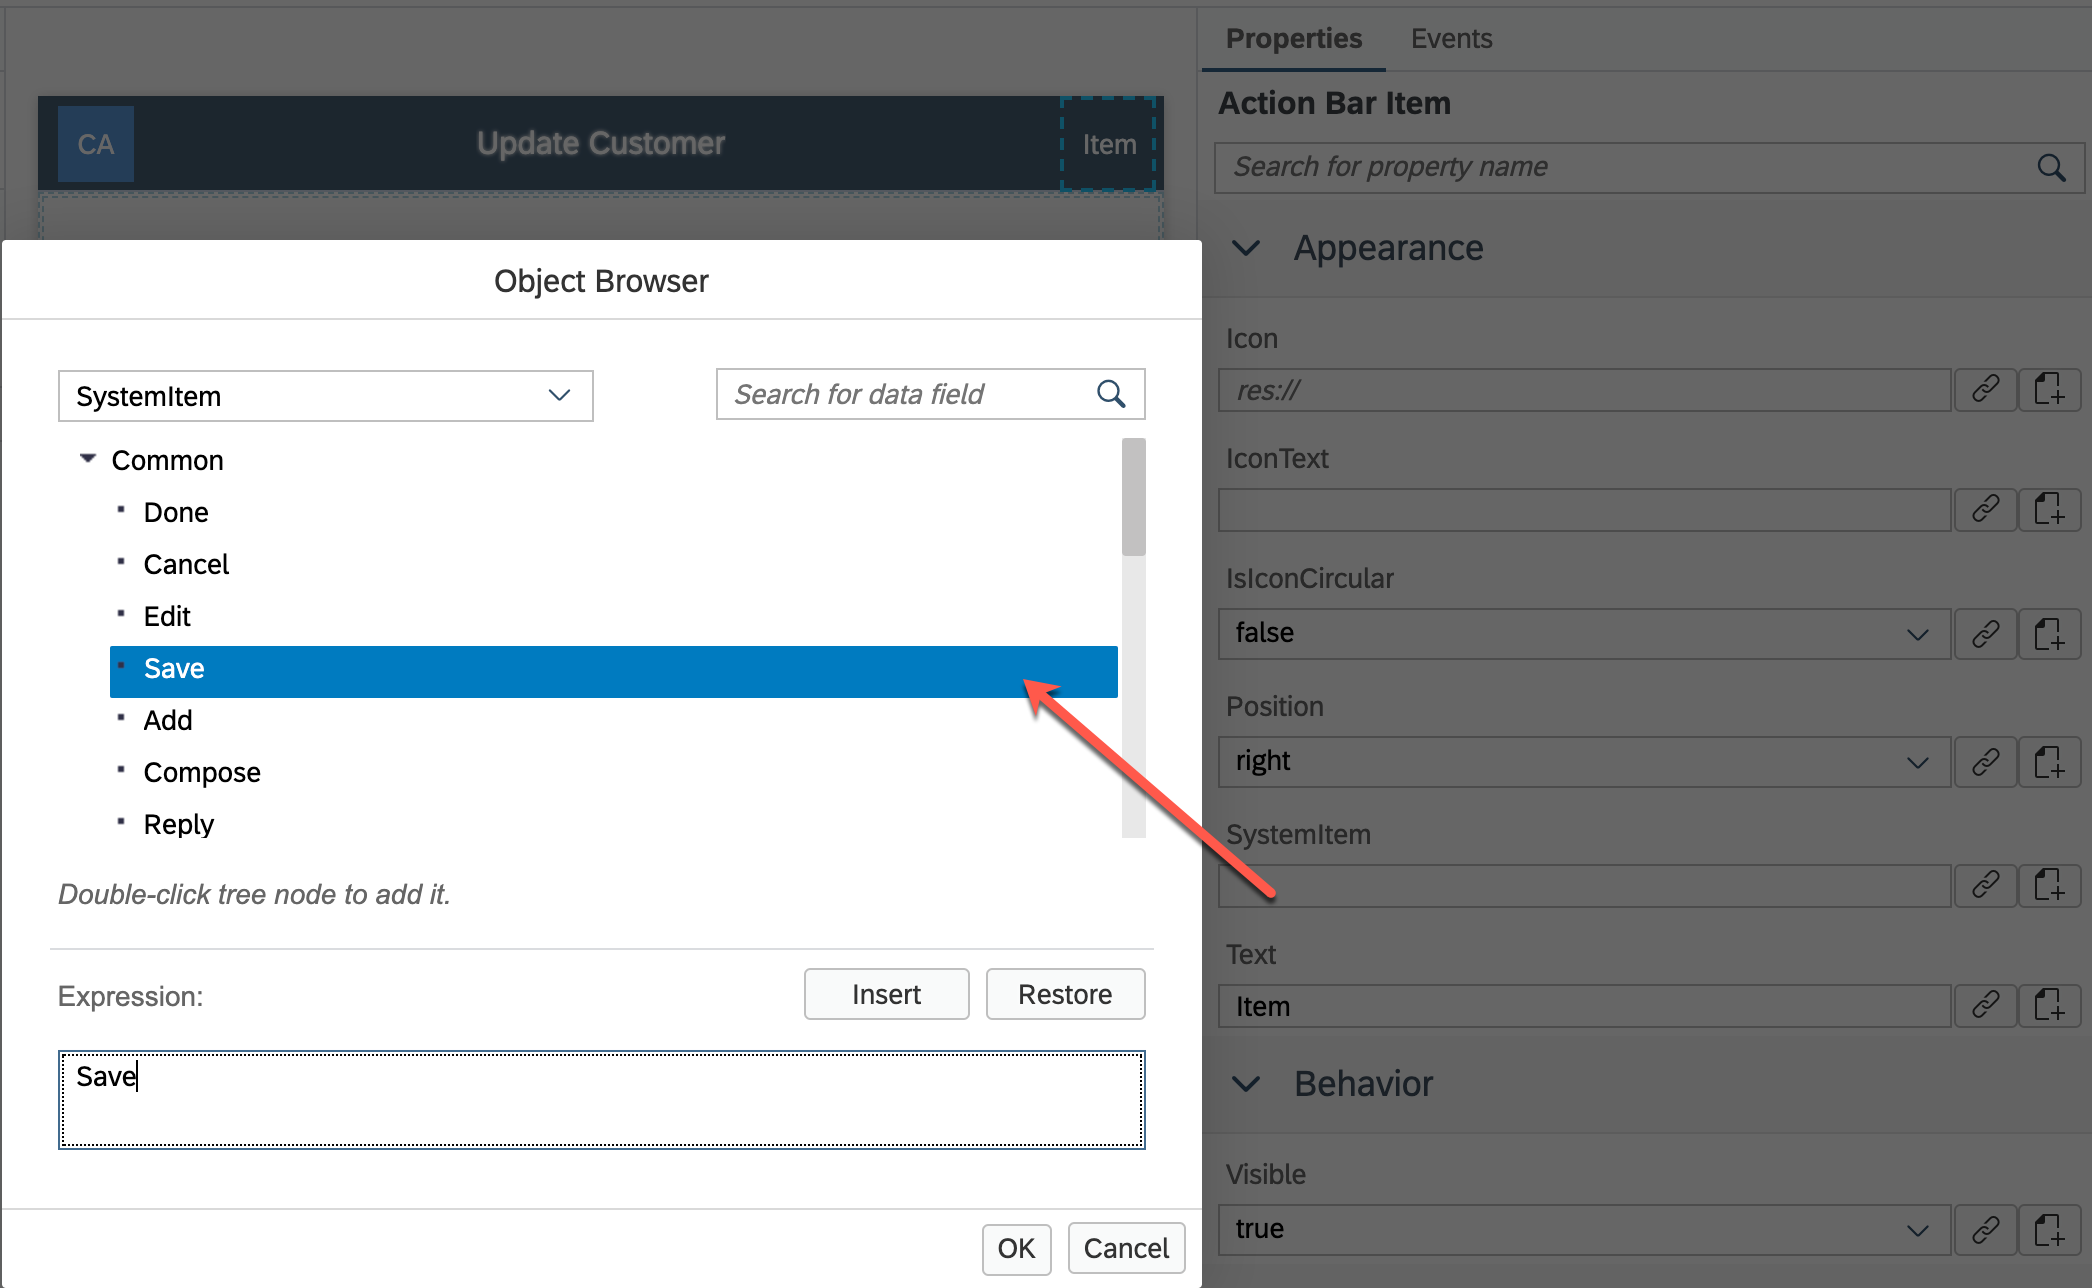 Properties Events
Action Bar Item
Search for property name
Appearance
Icon
res://
IconText
IsIconCircular
false
Position
right
SystemItem
Text
Item
Behavior
Visible
true
CA Update Customer Item
Object Browser
SystemItem Search for data field
Common
Done
Cancel
Edit
Save
Add
Compose
Reply
Double-click tree node to add it.
Expression: Insert Restore
Save
OK Cancel